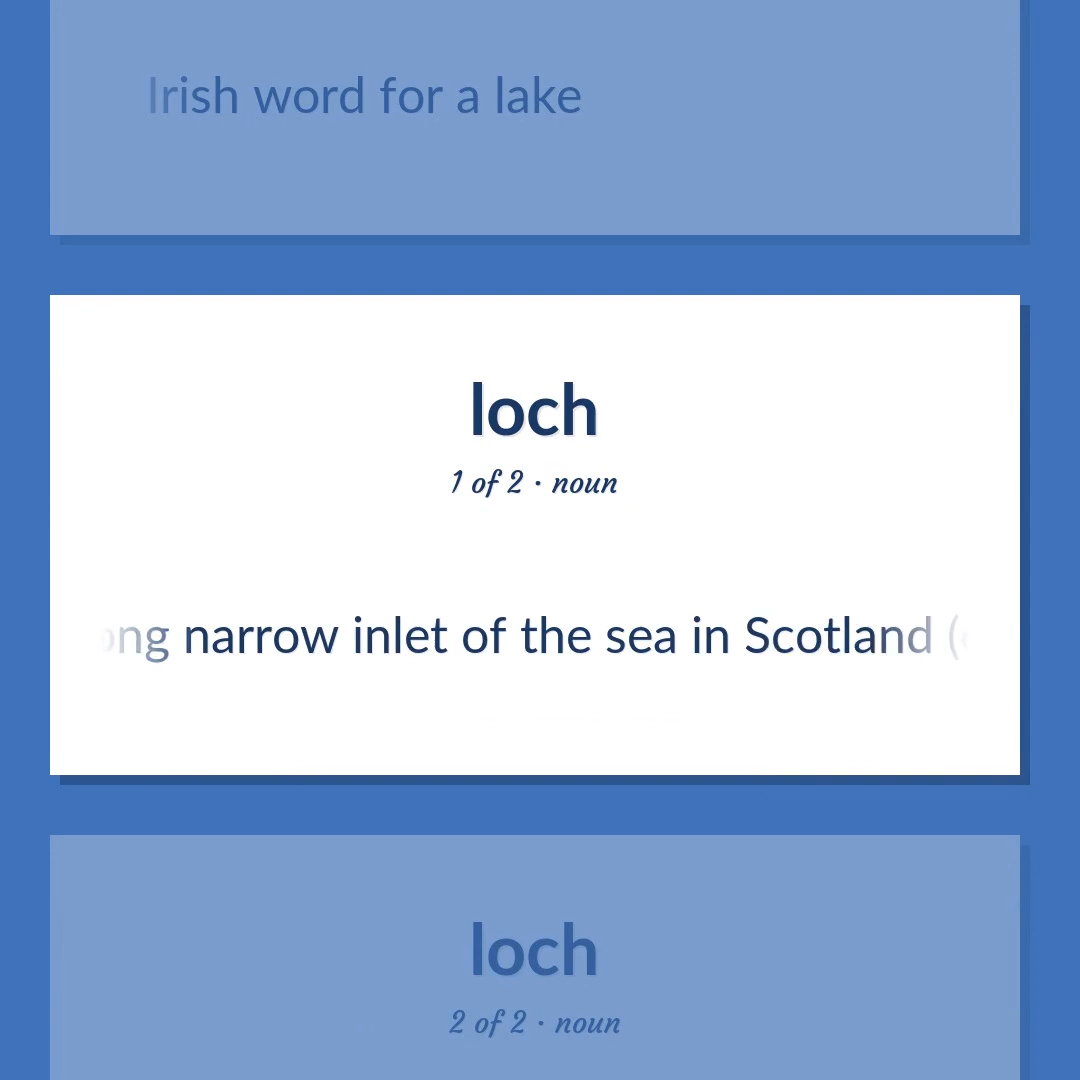 Irish word for a lake
loch
1 of 2 · noun
narrow inlet of the sea in Scotland
loch
2 of 2 · noun